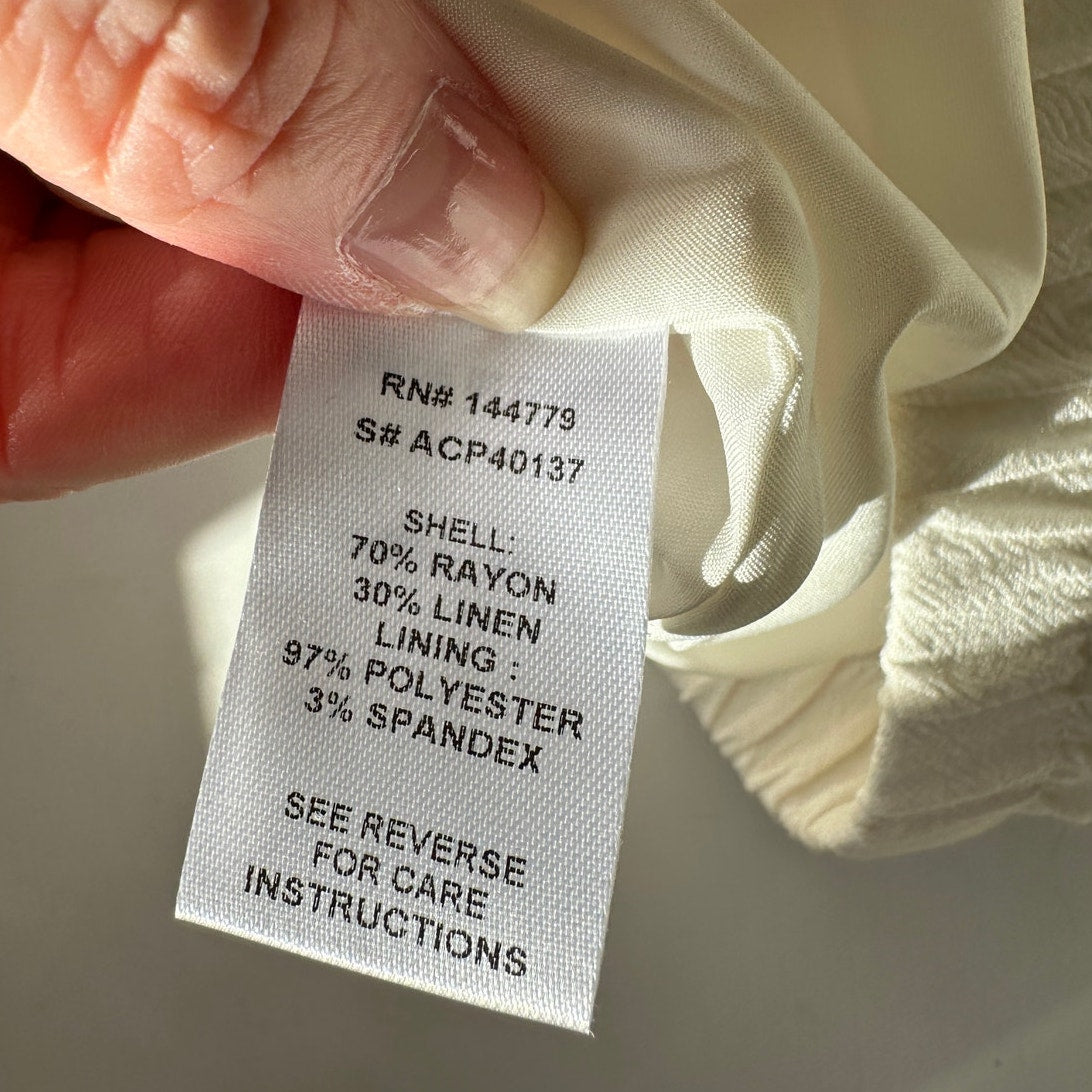 RN# 144779
S# ACP40137
SHELL:
70% RAYON
30% LINEN
LINING :
97% POLYESTER
3% SPANDEX
SEE REVERSE
FOR CARE
INSTRUCTIONS